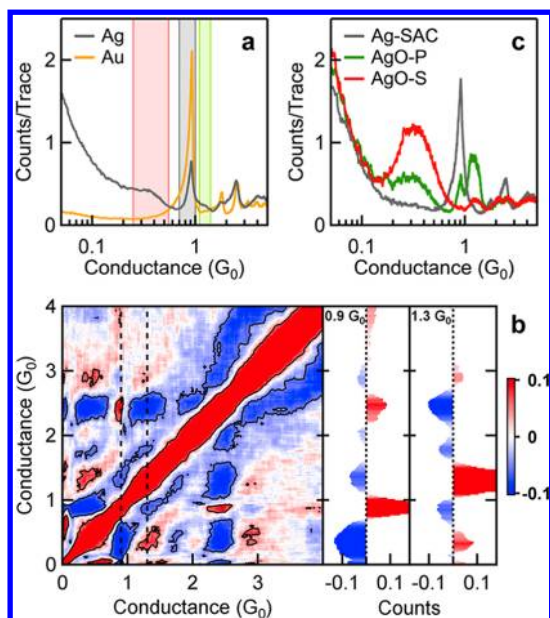 a
Ag
Au
Counts/Trace
2
1
0
0.1
1
Conductance (G0)
c
Ag-SAC
AgO-P
AgO-S
Counts/Trace
2
1
0
0.1
1
Conductance (G0)
b
Conductance (G0)
4
3
2
1
0
0 1 2 3
Conductance (G0)
0.9 G0
1.3 G0
-0.1 0.1
-0.1 0.1
Counts
0.1
0
-0.1